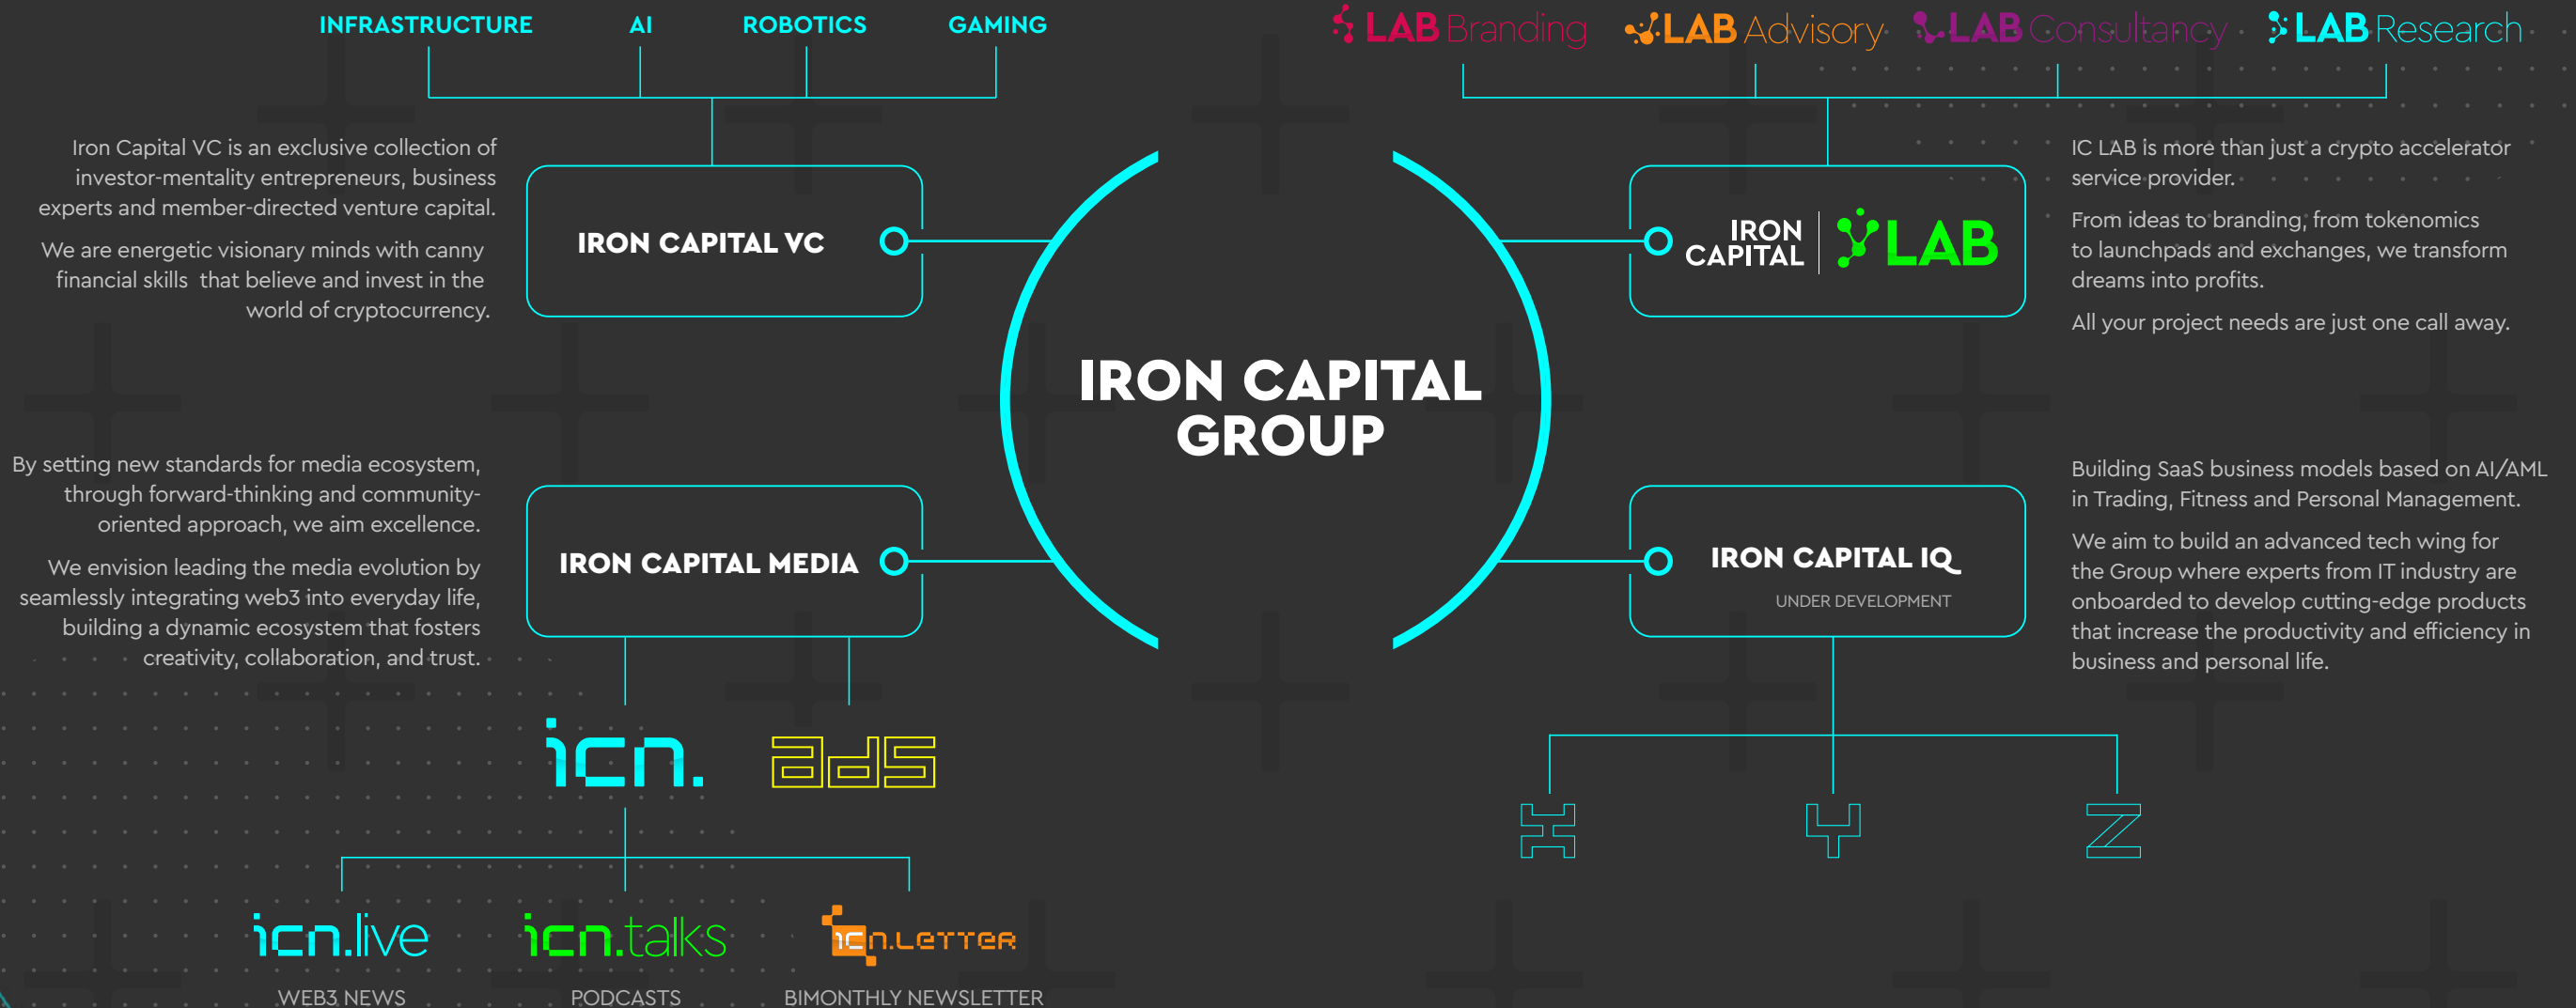 INFRASTRUCTURE
AI
ROBOTICS
GAMING
LAB Branding
LAB Advisory
LAB Consultancy
LAB Research
Iron Capital VC is an exclusive collection of
investor-mentality entrepreneurs, business
experts and member-directed venture capital.
We are energetic visionary minds with canny
financial skills that believe and invest in the
world of cryptocurrency.
IRON CAPITAL VC
IRON
CAPITAL
LAB
IC LAB is more than just a crypto accelerator
service provider.
From ideas to branding, from tokenomics
to launchpads and exchanges, we transform
dreams into profits.
All your project needs are just one call away.
IRON CAPITAL
GROUP
By setting new standards for media ecosystem,
through forward-thinking and community-
oriented approach, we aim excellence.
We envision leading the media evolution by
seamlessly integrating web3 into everyday life,
building a dynamic ecosystem that fosters
creativity, collaboration, and trust.
IRON CAPITAL MEDIA
IRON CAPITAL IQ
UNDER DEVELOPMENT
Building SaaS business models based on AI/AML
in Trading, Fitness and Personal Management.
We aim to build an advanced tech wing for
the Group where experts from IT industry are
onboarded to develop cutting-edge products
that increase the productivity and efficiency in
business and personal life.
icn.
ads
X
Y
Z
icn.live
icn.talks
icn.letter
WEB3 NEWS
PODCASTS
BIMONTHLY NEWSLETTER